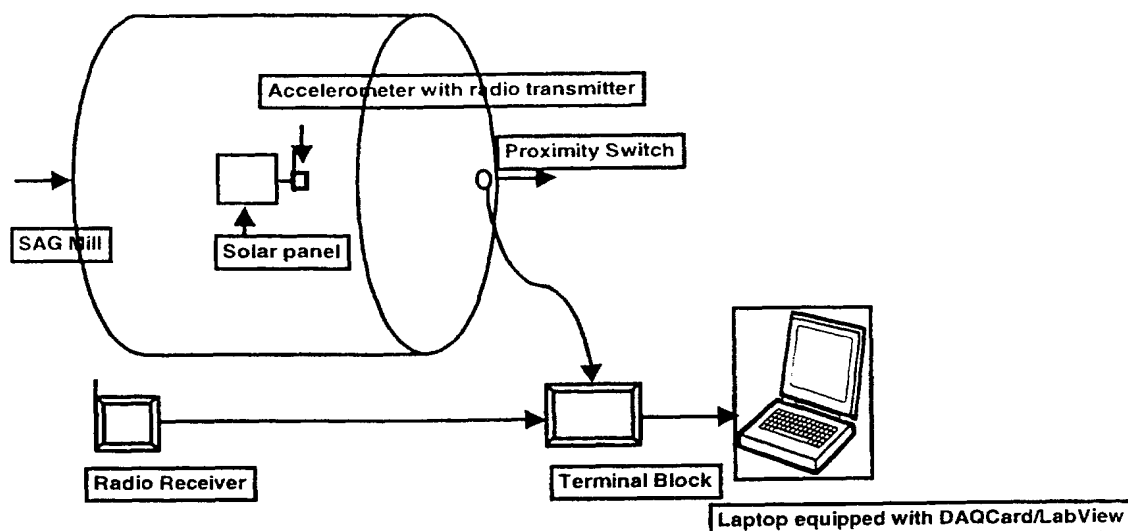 Accelerometer with radio transmitter
Proximity Switch
SAG Mill
Solar panel
Radio Receiver
Terminal Block
Laptop equipped with DAQCard/LabView